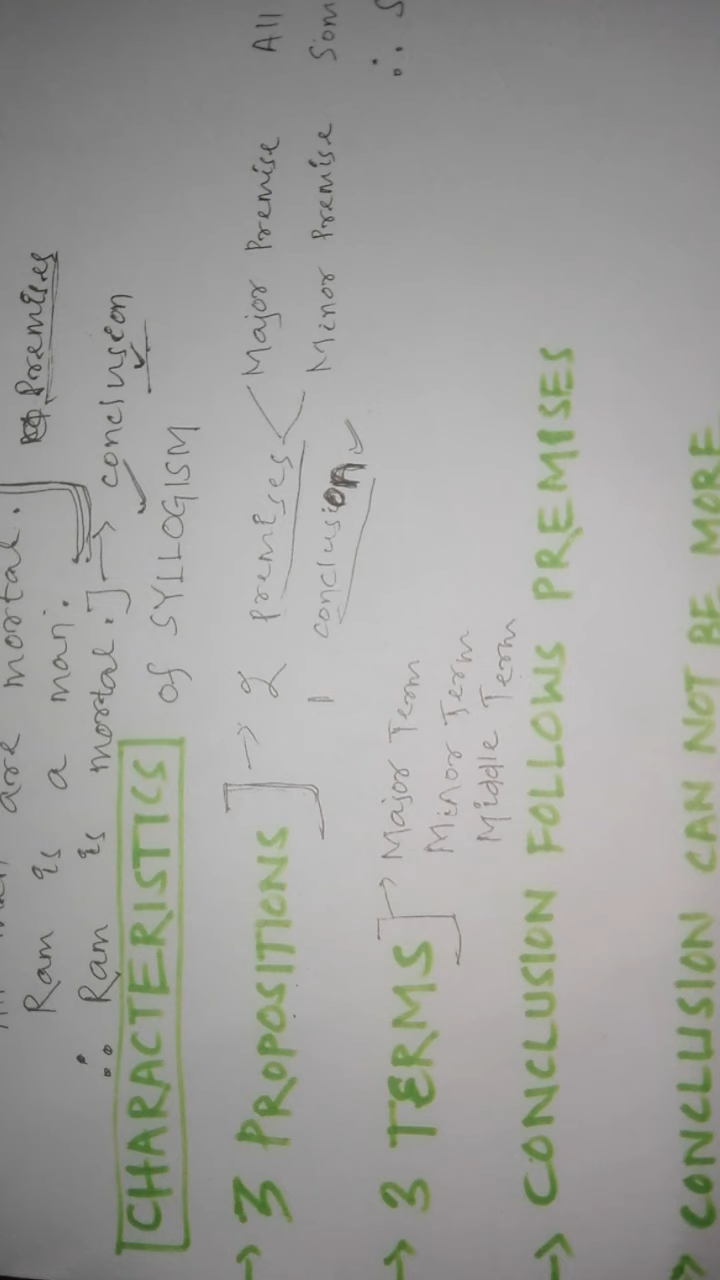 are mortal.
Ram is a man.
Premises
∴ Ram is mortal. → conclusion
CHARACTERISTICS of SYLLOGISM
→ 3 PROPOSITIONS → 2 Premises
Major Premise All
1 conclusion
Minor Premise Som
∴ S
→ 3 TERMS → Major Term
Minor Term
Middle Term
→ CONCLUSION FOLLOWS PREMISES
→ CONCLUSION CAN NOT BE MORE